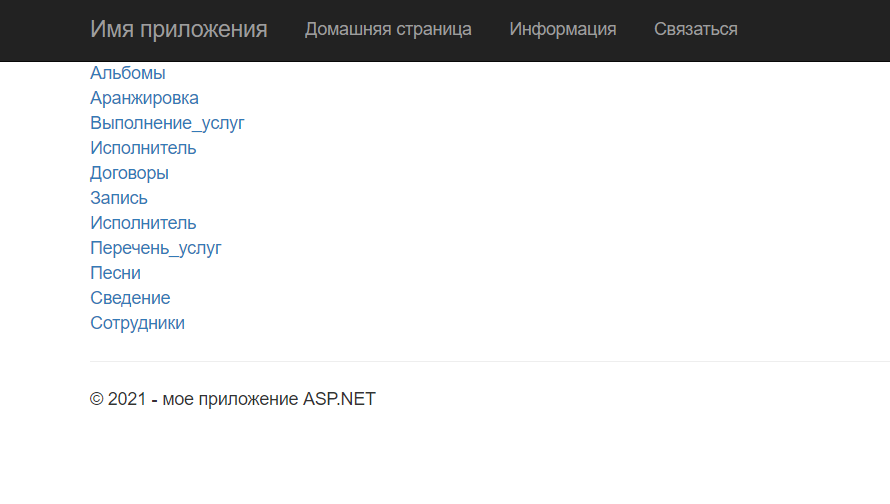 Имя приложения Домашняя страница Информация Связаться
Альбомы
Аранжировка
Выполнение_услуг
Исполнитель
Договоры
Запись
Исполнитель
Перечень_услуг
Песни
Сведение
Сотрудники
© 2021 - мое приложение ASP.NET